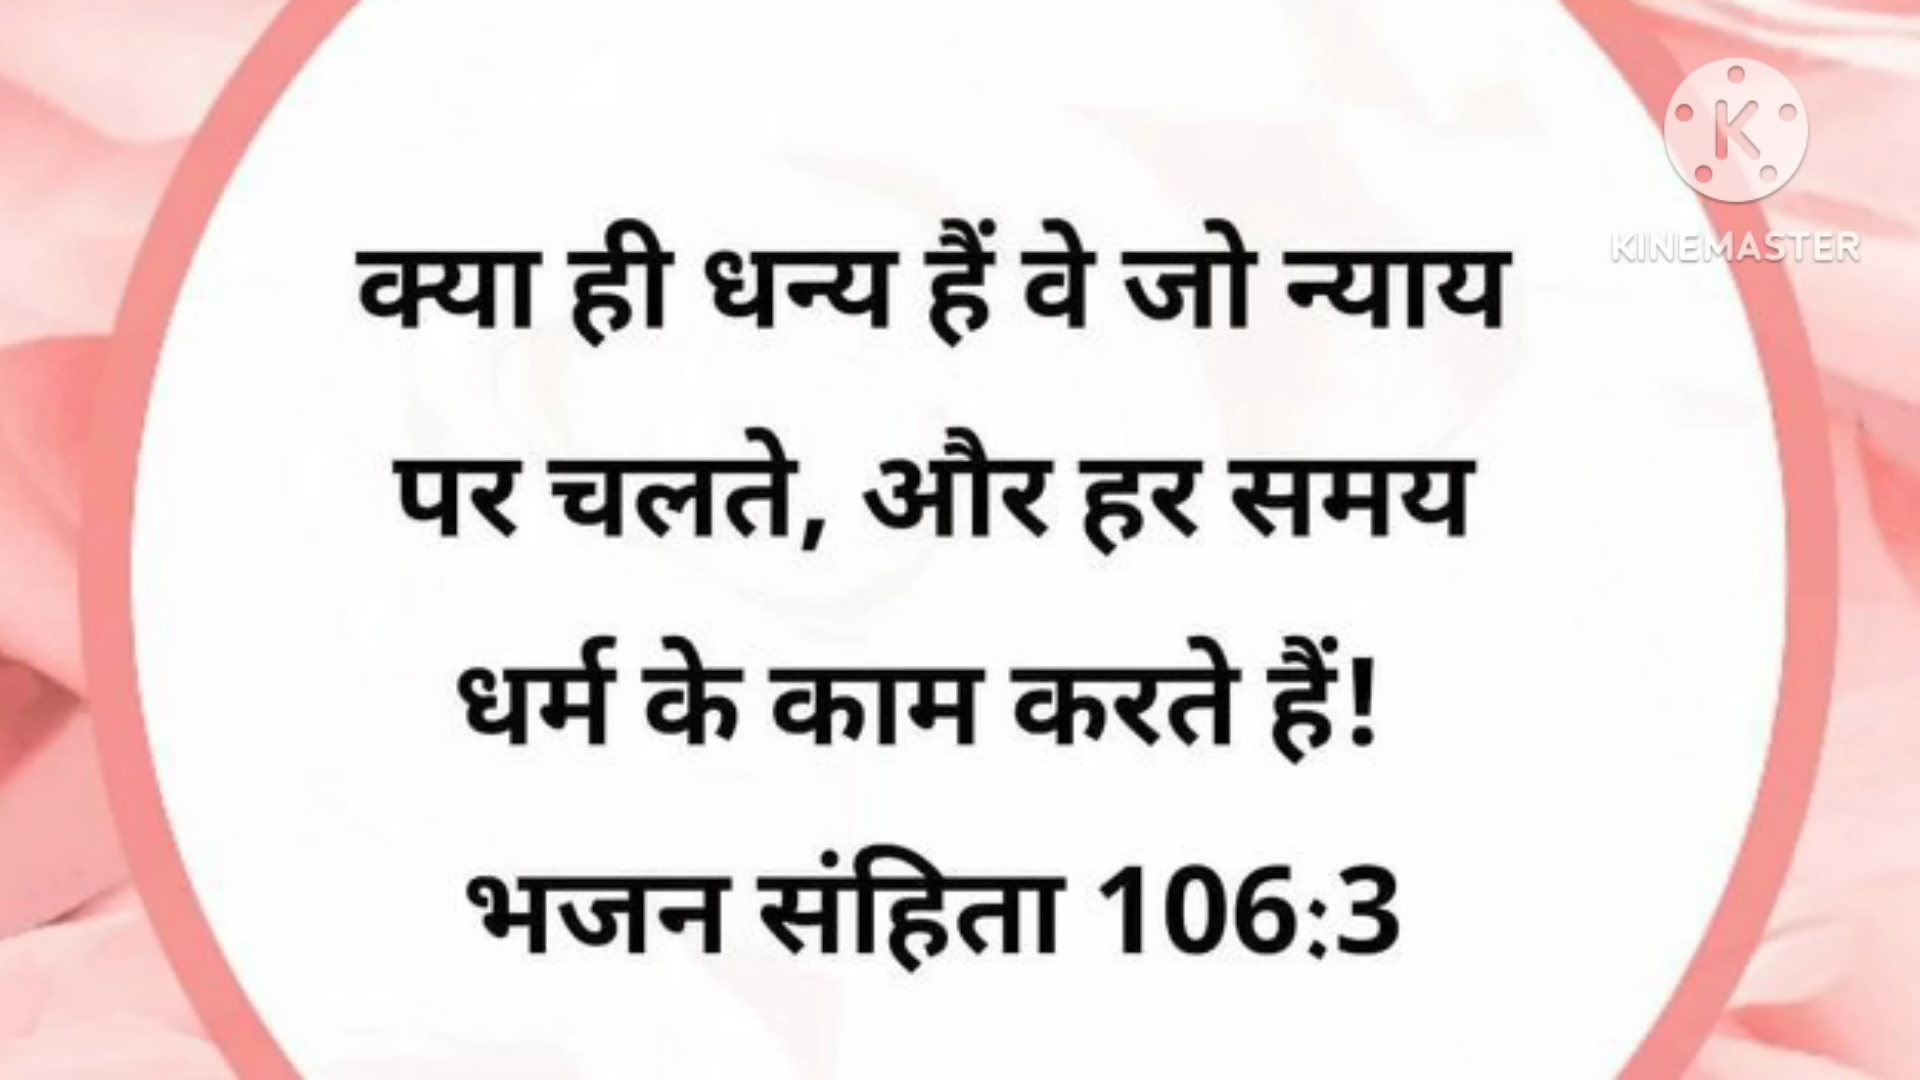 क्या ही धन्य हैं वे जो न्याय
पर चलते, और हर समय
धर्म के काम करते हैं!
भजन संहिता 106:3
K
KINEMASTER